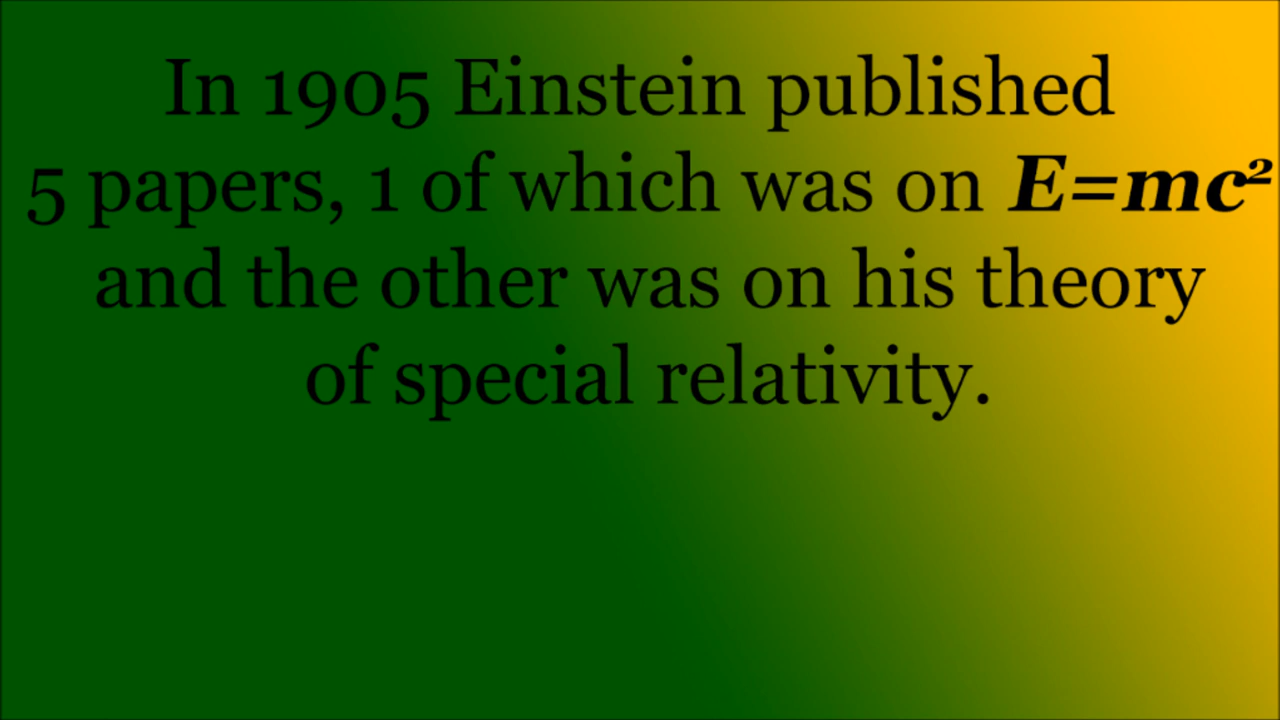 In 1905 Einstein published
5 papers, 1 of which was on E=mc²
and the other was on his theory
of special relativity.